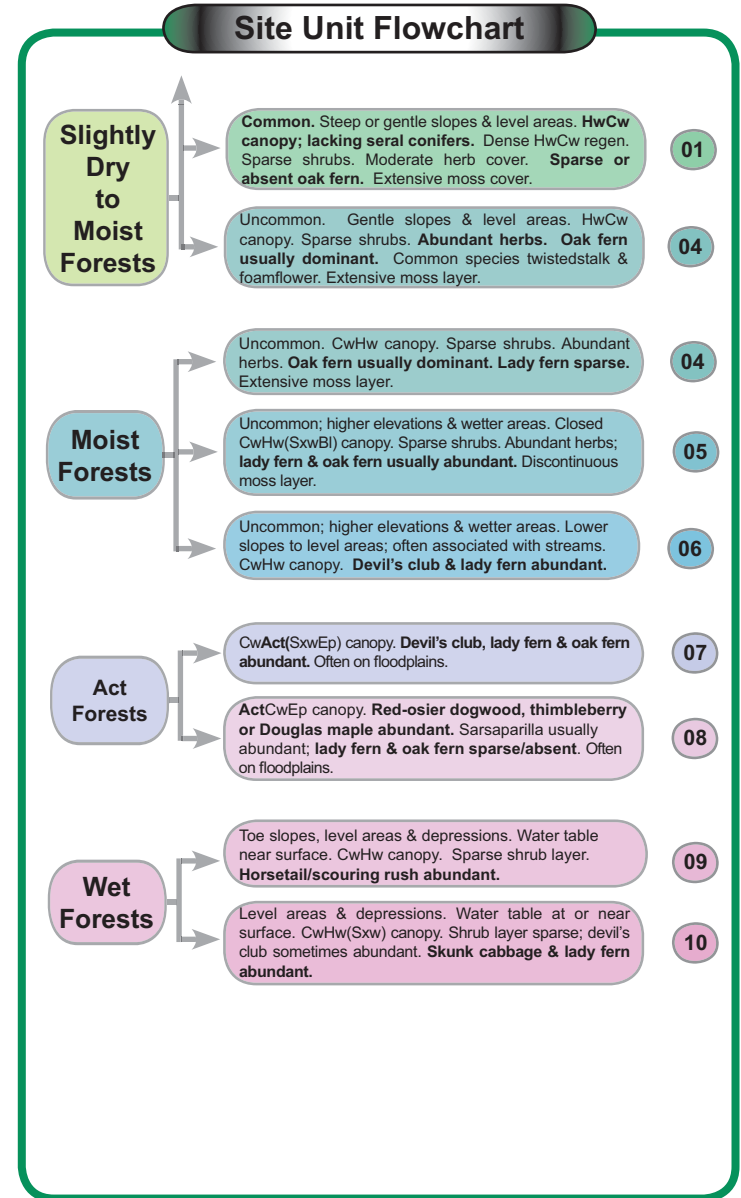 Site Unit Flowchart
Slightly
Dry
to
Moist
Forests
Common. Steep or gentle slopes & level areas. HwCw
canopy; lacking seral conifers. Dense HwCw regen.
Sparse shrubs. Moderate herb cover. Sparse or
absent oak fern. Extensive moss cover.
01
Uncommon. Gentle slopes & level areas. HwCw
canopy. Sparse shrubs. Abundant herbs. Oak fern
usually dominant. Common species twistedstalk &
foamflower. Extensive moss layer.
04
Moist
Forests
Uncommon. CwHw canopy. Sparse shrubs. Abundant
herbs. Oak fern usually dominant. Lady fern sparse.
Extensive moss layer.
04
Uncommon; higher elevations & wetter areas. Closed
CwHw(SxwBl) canopy. Sparse shrubs. Abundant herbs;
lady fern & oak fern usually abundant. Discontinuous
moss layer.
05
Uncommon; higher elevations & wetter areas. Lower
slopes to level areas; often associated with streams.
CwHw canopy. Devil's club & lady fern abundant.
06
Act
Forests
CwAct(SxwEp) canopy. Devil's club, lady fern & oak fern
abundant. Often on floodplains.
07
ActCwEp canopy. Red-osier dogwood, thimbleberry
or Douglas maple abundant. Sarsaparilla usually
abundant; lady fern & oak fern sparse/absent. Often
on floodplains.
08
Wet
Forests
Toe slopes, level areas & depressions. Water table
near surface. CwHw canopy. Sparse shrub layer.
Horsetail/scouring rush abundant.
09
Level areas & depressions. Water table at or near
surface. CwHw(Sxw) canopy. Shrub layer sparse; devil's
club sometimes abundant. Skunk cabbage & lady fern
abundant.
10